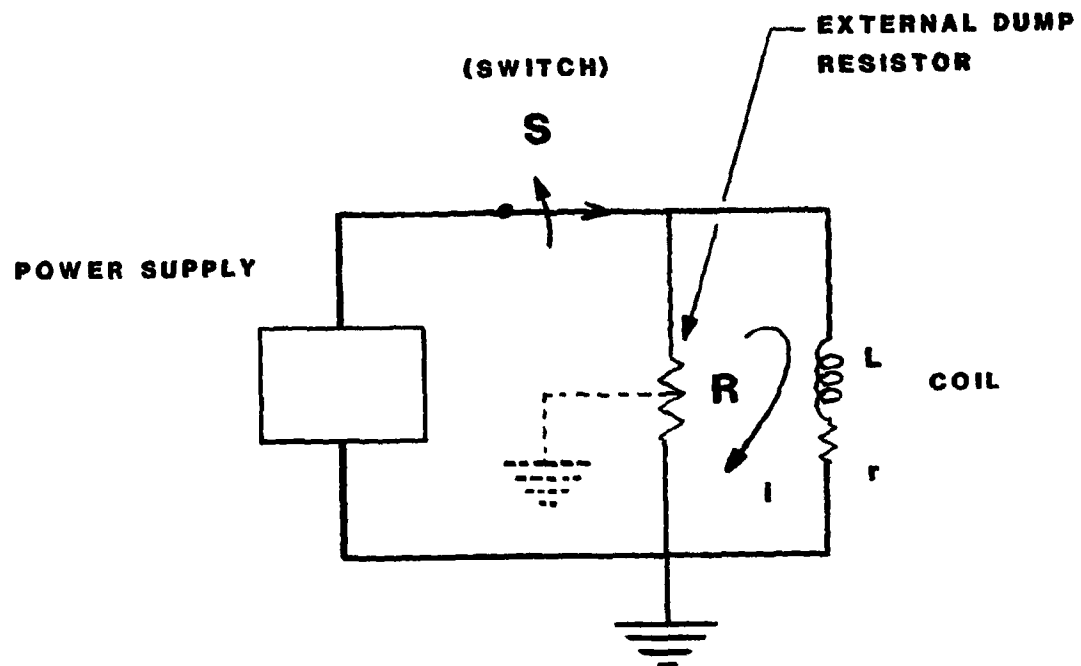 EXTERNAL DUMP
RESISTOR
(SWITCH)
S
POWER SUPPLY
R
L
COIL
r
i